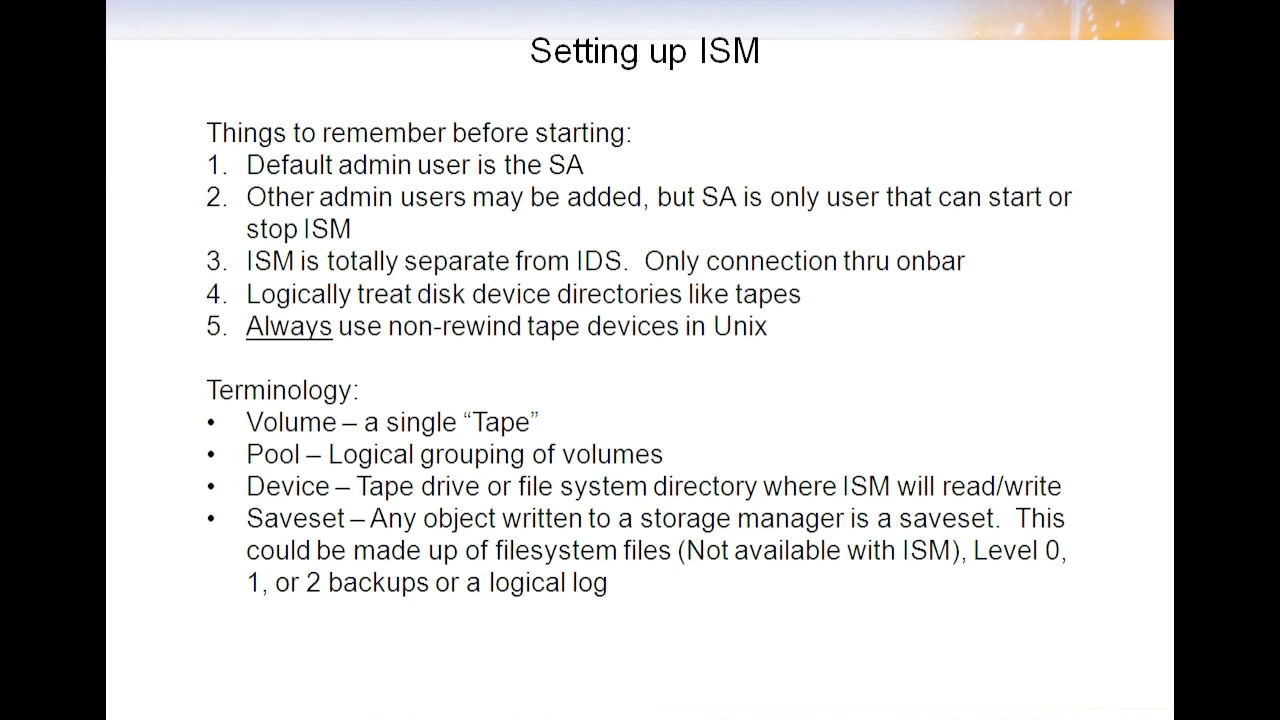 Setting up ISM
Things to remember before starting:
1. Default admin user is the SA
2. Other admin users may be added, but SA is only user that can start or
stop ISM
3. ISM is totally separate from IDS.  Only connection thru onbar
4. Logically treat disk device directories like tapes
5. Always use non-rewind tape devices in Unix
Terminology:
• Volume – a single “Tape”
• Pool – Logical grouping of volumes
• Device – Tape drive or file system directory where ISM will read/write
• Saveset – Any object written to a storage manager is a saveset.  This
could be made up of filesystem files (Not available with ISM), Level 0,
1, or 2 backups or a logical log